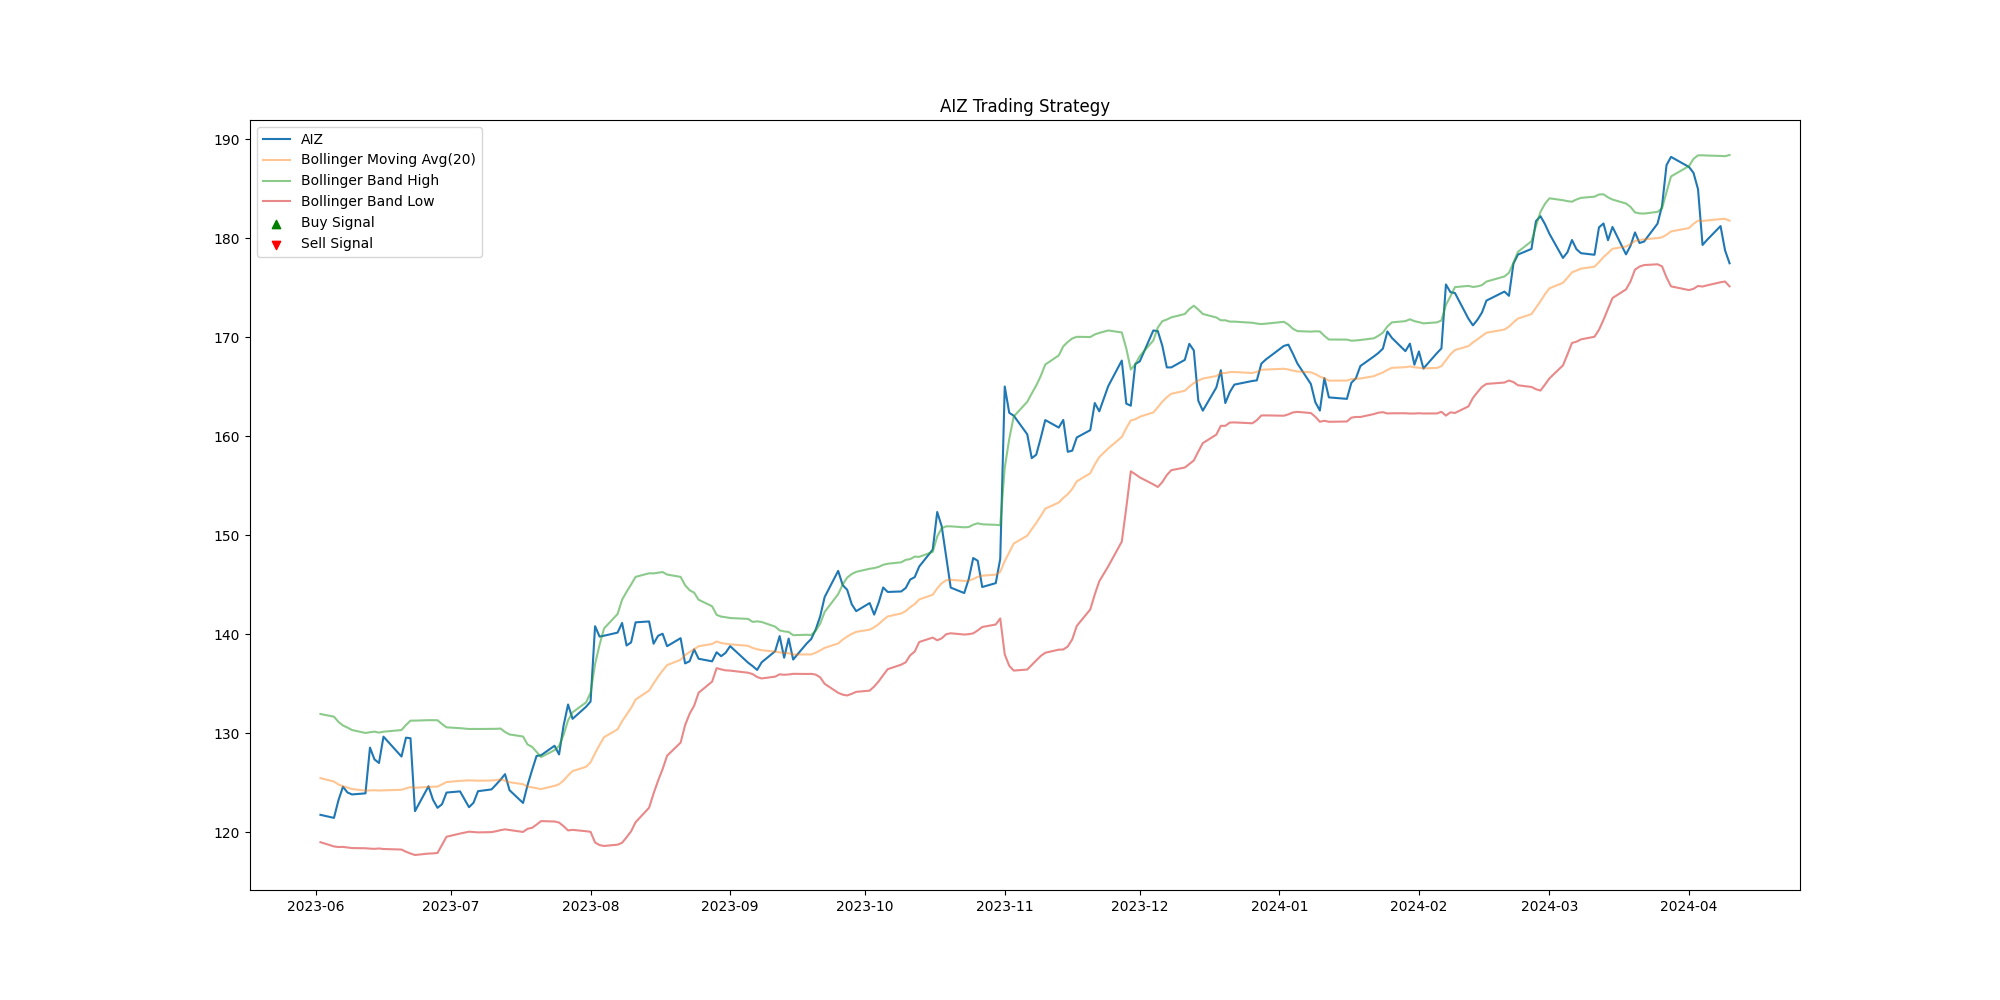 AIZ Trading Strategy
190
180
170
160
150
140
130
120
AIZ
Bollinger Moving Avg(20)
Bollinger Band High
Bollinger Band Low
Buy Signal
Sell Signal
2023-06 2023-07 2023-08 2023-09 2023-10 2023-11 2023-12 2024-01 2024-02 2024-03 2024-04